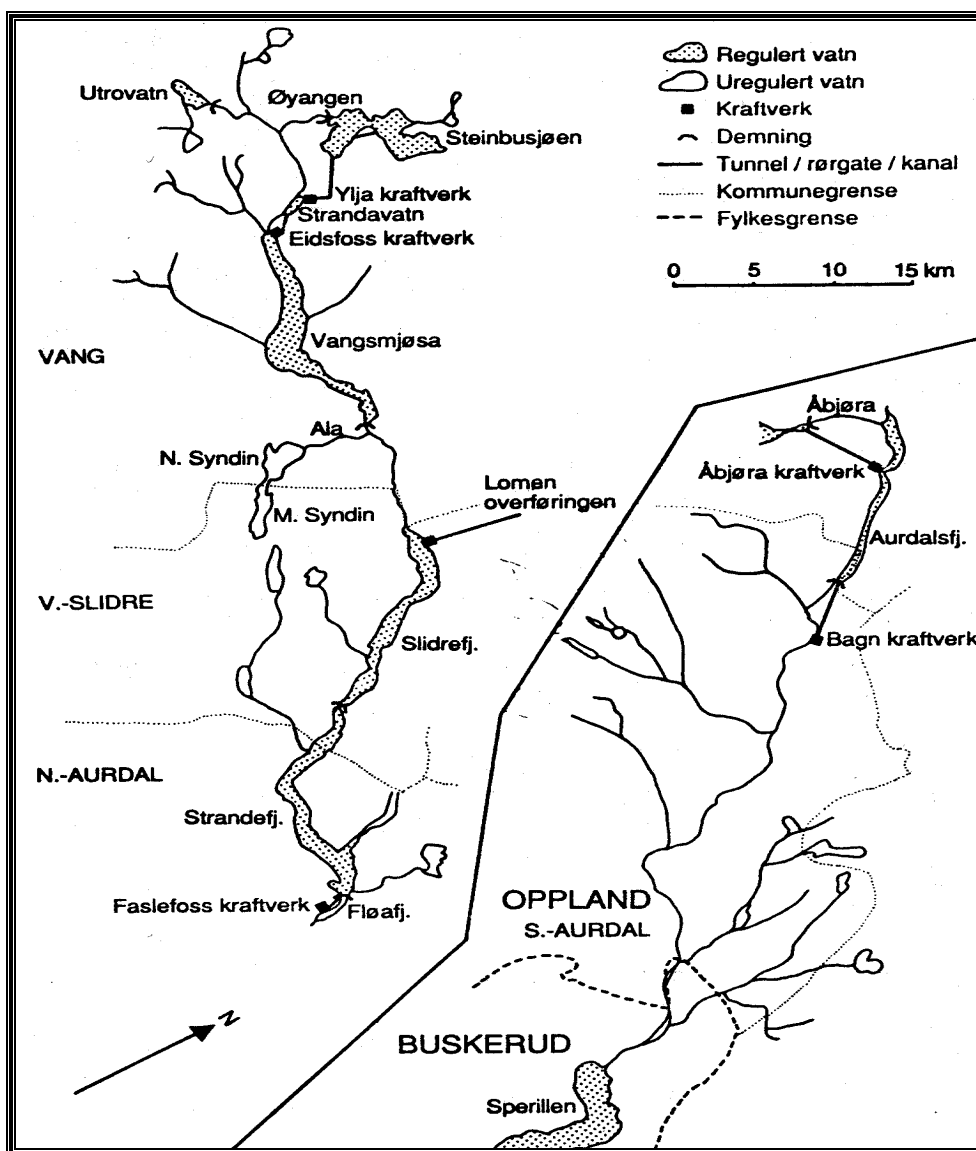 Regulert vatn
Uregulert vatn
Kraftverk
Demning
Tunnel / rørgate / kanal
Kommunegrense
Fylkesgrense
0 5 10 15 km
Utrovatn
Øyangen
Steinbusjøen
Ylja kraftverk
Strandavatn
Eidsfoss kraftverk
Vangsmjøsa
VANG
Ala
N. Syndin
M. Syndin
Lomen
overføringen
V.-SLIDRE
Slidrefj.
N.-AURDAL
Strandefj.
Faslefoss kraftverk
Fløafj.
Åbjøra
Åbjøra kraftverk
Aurdalsfj.
Bagn kraftverk
OPPLAND
S.-AURDAL
BUSKERUD
Sperillen
N